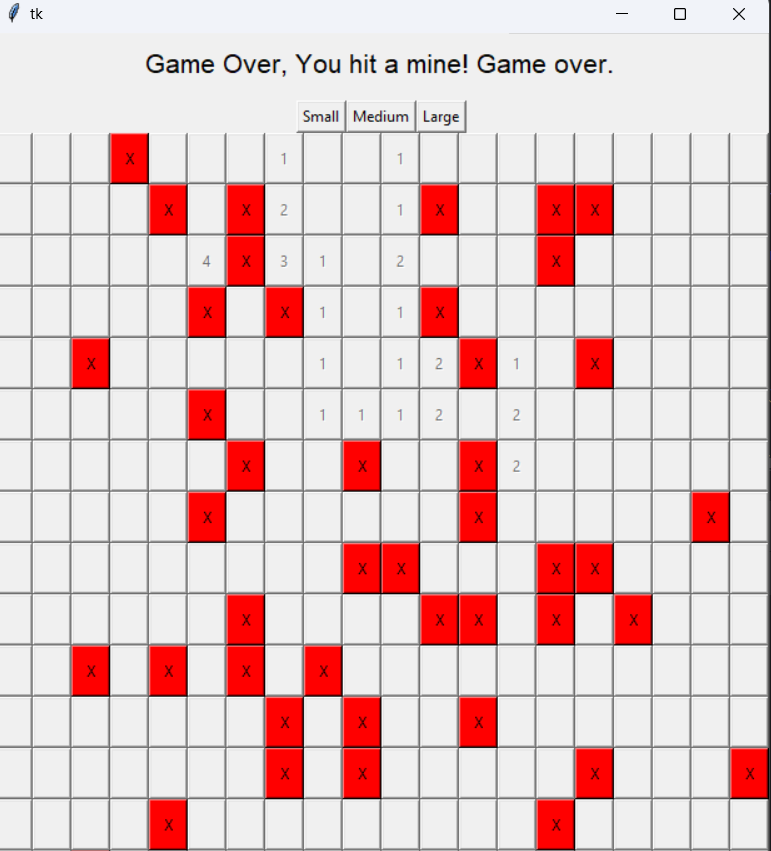 tk
Game Over, You hit a mine! Game over.
Small Medium Large
X 1 1
X X 2 1 X X X
4 X 3 1 2 X
X X 1 1 X
X 1 1 2 X 1 X
X 1 1 1 2 2
X X X 2
X X X
X X X X
X X X X X
X X X X
X X X
X X X X
X X